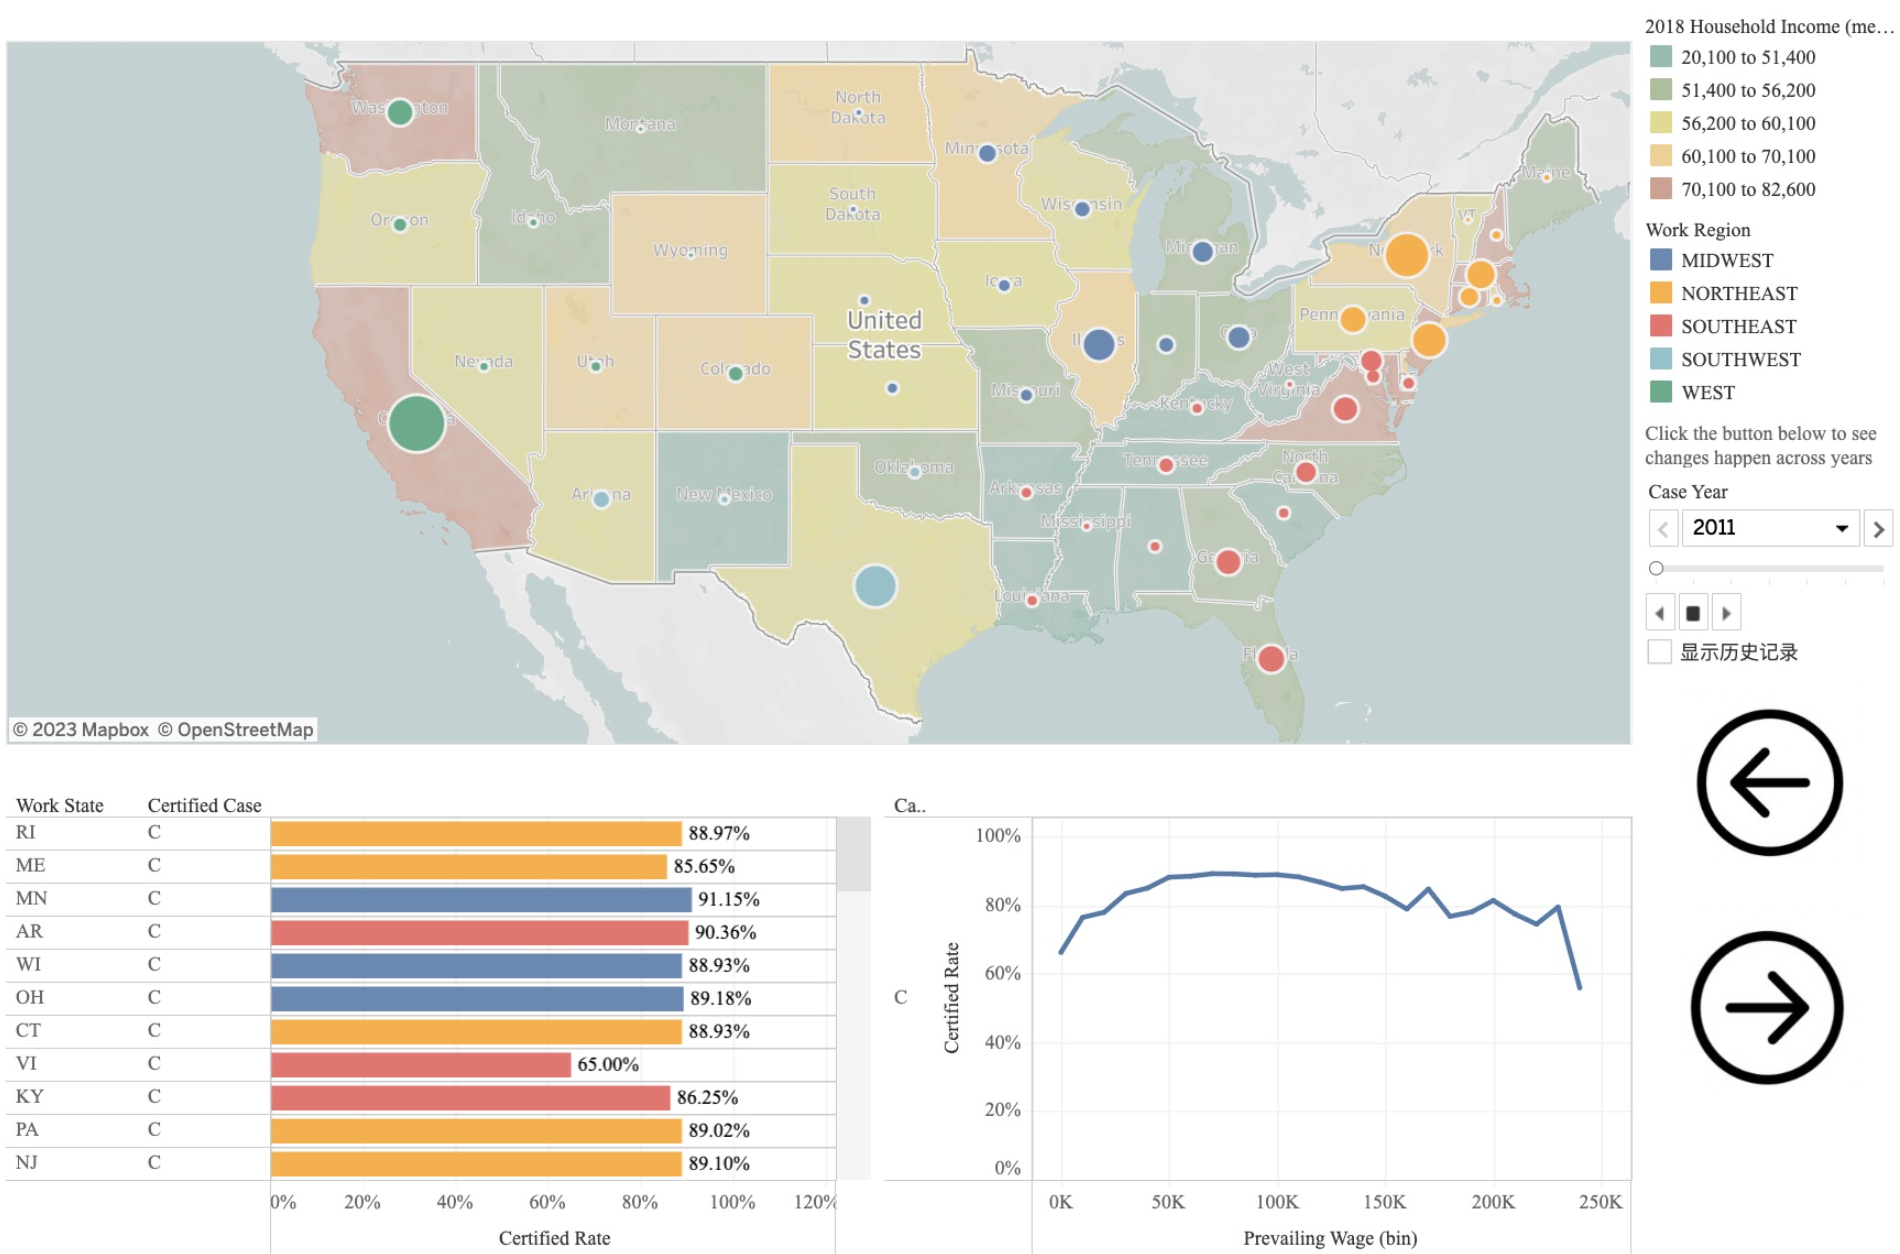 2018 Household Income (me...
20,100 to 51,400
51,400 to 56,200
56,200 to 60,100
60,100 to 70,100
70,100 to 82,600
Work Region
MIDWEST
NORTHEAST
SOUTHEAST
SOUTHWEST
WEST
Click the button below to see
changes happen across years
Case Year
2011
显示历史记录
Washington
Montana
North
Dakota
Minnesota
Maine
Oregon
Idaho
South
Dakota
Wisconsin
VT
Wyoming
Michigan
New York
Iowa
United
States
Pennsylvania
Nevada
Utah
Colorado
Illinois
Ohio
West
Virginia
Missouri
Kentucky
California
Tennessee
North
Carolina
Oklahoma
Arizona
New Mexico
Arkansas
Mississippi
Georgia
Louisiana
Florida
© 2023 Mapbox © OpenStreetMap
Work State Certified Case
RI C 88.97%
ME C 85.65%
MN C 91.15%
AR C 90.36%
WI C 88.93%
OH C 89.18%
CT C 88.93%
VI C 65.00%
KY C 86.25%
PA C 89.02%
NJ C 89.10%
0% 20% 40% 60% 80% 100% 120%
Certified Rate
Ca..
C
Certified Rate
100%
80%
60%
40%
20%
0%
0K 50K 100K 150K 200K 250K
Prevailing Wage (bin)